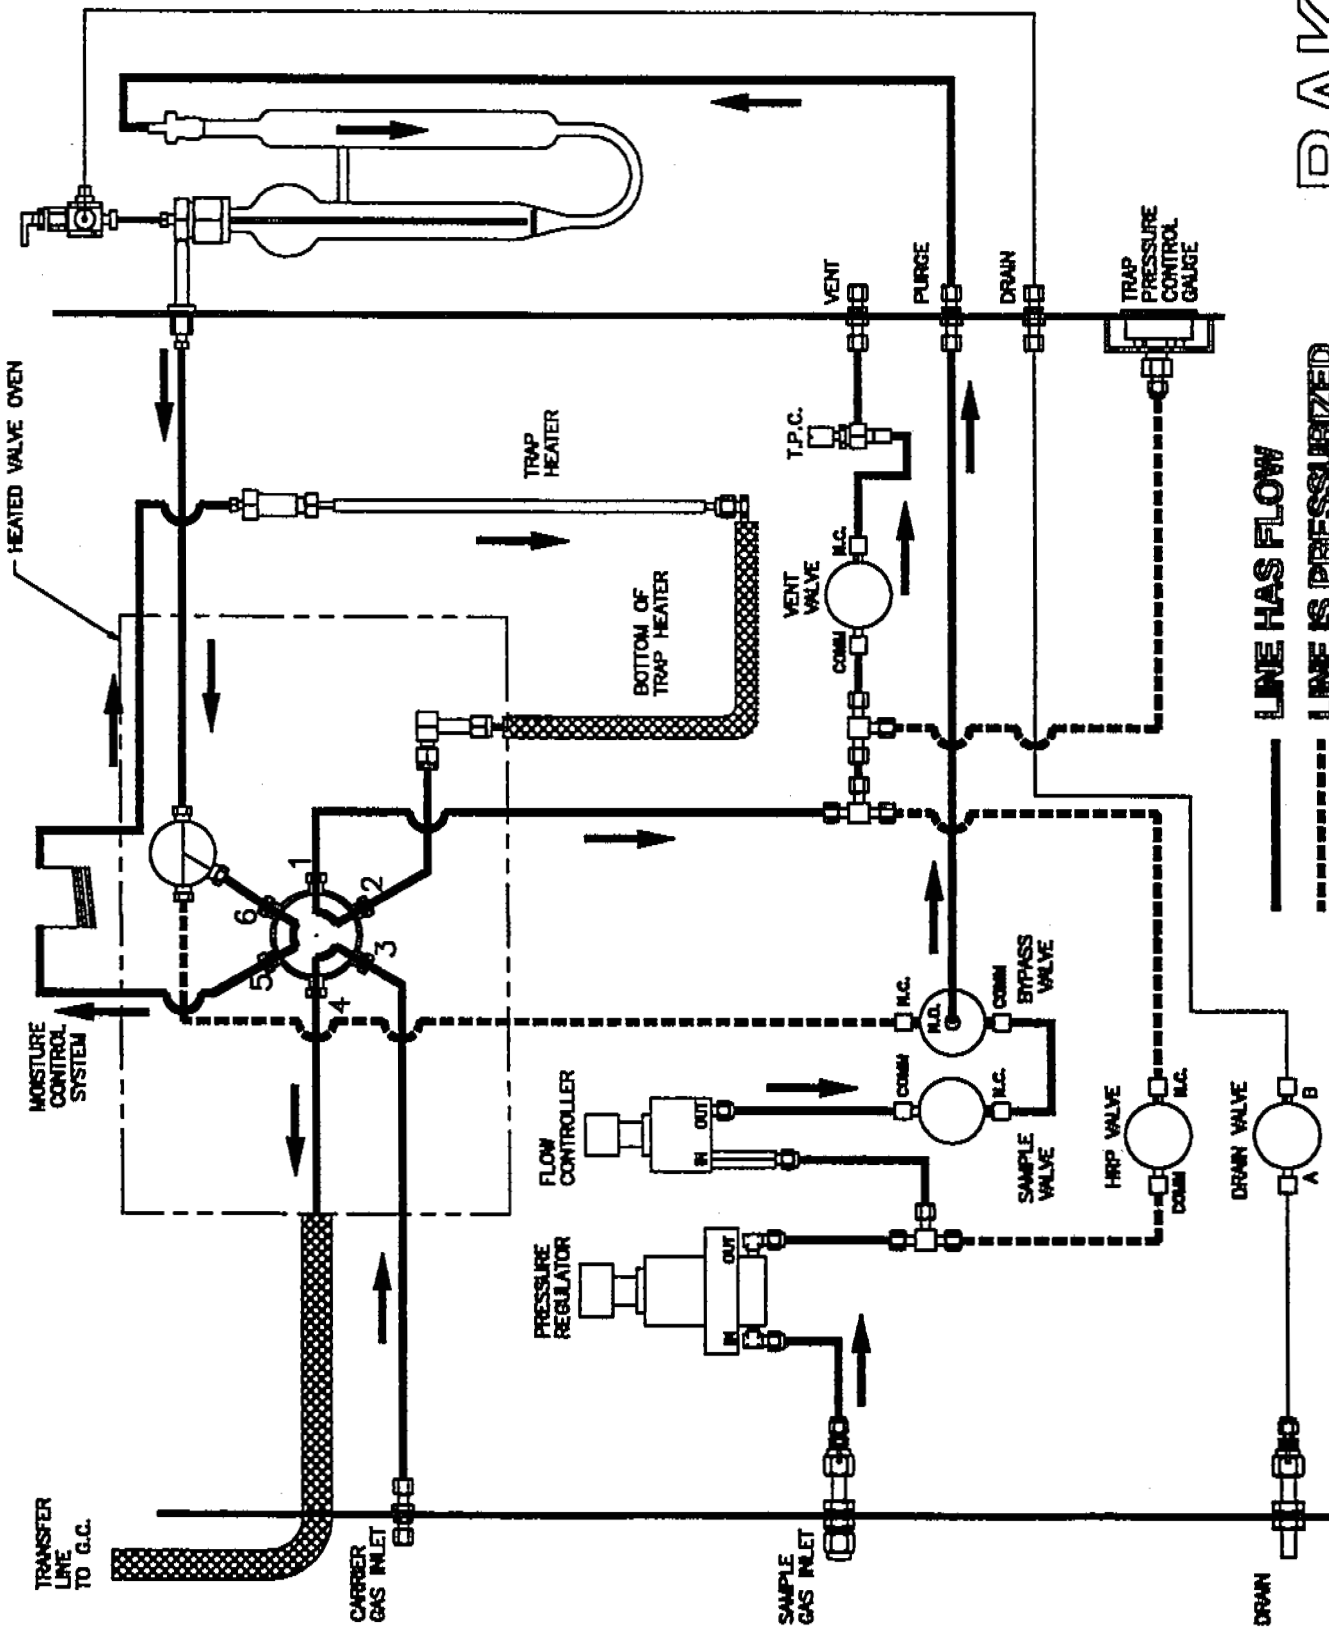 TRANSFER
LINE
TO G.C.
MOISTURE
CONTROL
SYSTEM
HEATED VALVE OVEN
CARRIER
GAS INLET
5
6
4
1
3
2
TRAP
HEATER
BOTTOM OF
TRAP HEATER
PRESSURE
REGULATOR
IN
OUT
FLOW
CONTROLLER
IN
OUT
SAMPLE
GAS INLET
COMM
N.C.
SAMPLE
VALVE
N.C.
N.O.
COMM
BYPASS
VALVE
VENT
VALVE
COMM
N.C.
T.P.C.
VENT
PURGE
DRAIN
HRP VALVE
COMM
N.C.
TRAP
PRESSURE
CONTROL
GAUGE
DRAIN VALVE
A
B
DRAIN
LINE HAS FLOW
LINE IS PRESSURIZED